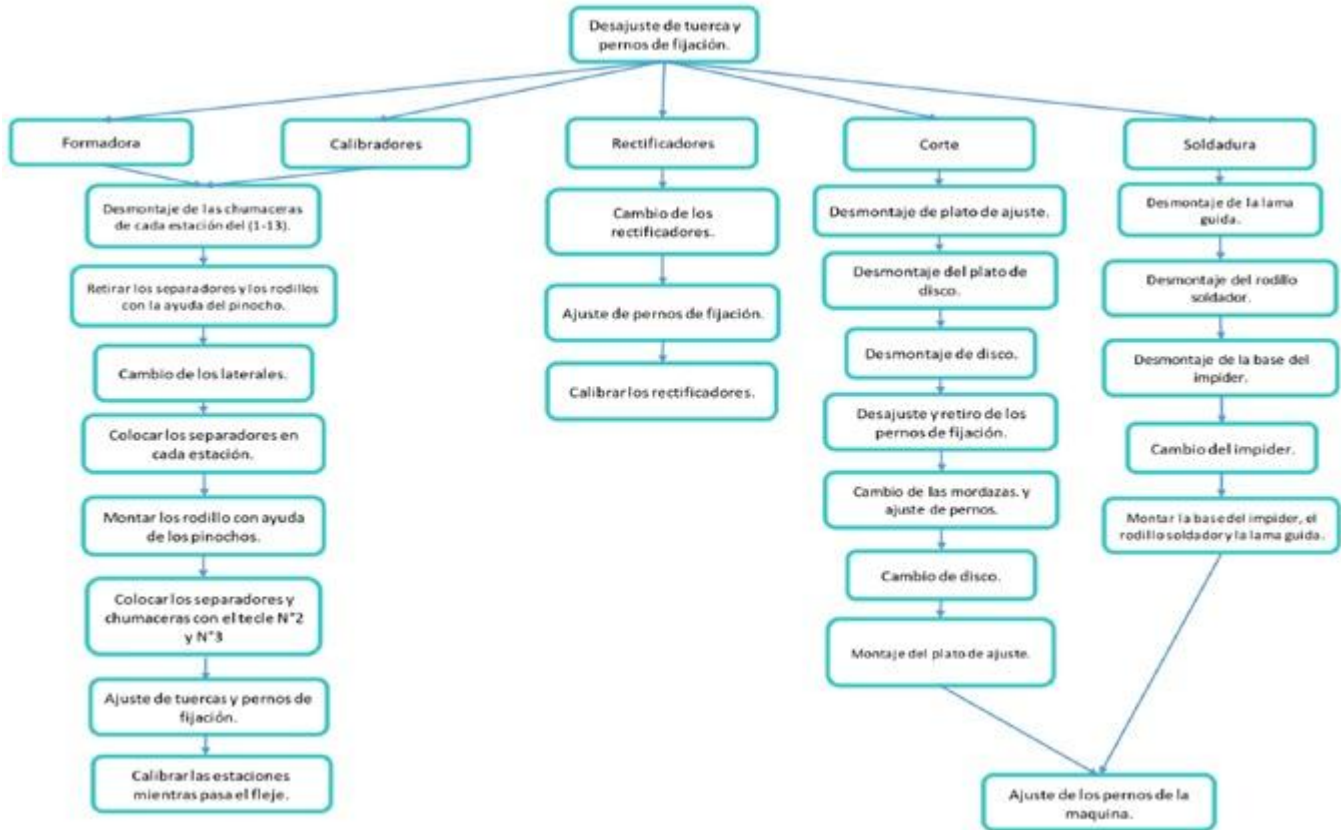 Desajuste de tuerca y
pernos de fijación.
Formadora
Calibradores
Rectificadores
Corte
Soldadura
Desmontaje de las chumaceras
de cada estación del (1-13).
Retirar los separadores y los rodillos
con la ayuda del pinocho.
Cambio de los laterales.
Colocar los separadores en
cada estación.
Montar los rodillo con ayuda
de los pinochos.
Colocar los separadores y
chumaceras con el tecle N°2
y N°3
Ajuste de tuercas y pernos de
fijación.
Calibrar las estaciones
mientras pasa el fleje.
Cambio de los
rectificadores.
Ajuste de pernos de fijación.
Calibrar los rectificadores.
Desmontaje de plato de ajuste.
Desmontaje del plato de
disco.
Desmontaje de disco.
Desajuste y retiro de los
pernos de fijación.
Cambio de las mordazas. y
ajuste de pernos.
Cambio de disco.
Montaje del plato de ajuste.
Desmontaje de la lama
guida.
Desmontaje del rodillo
soldador.
Desmontaje de la base del
impider.
Cambio del impider.
Montar la base del impider, el
rodillo soldador y la lama guida.
Ajuste de los pernos de la
maquina.